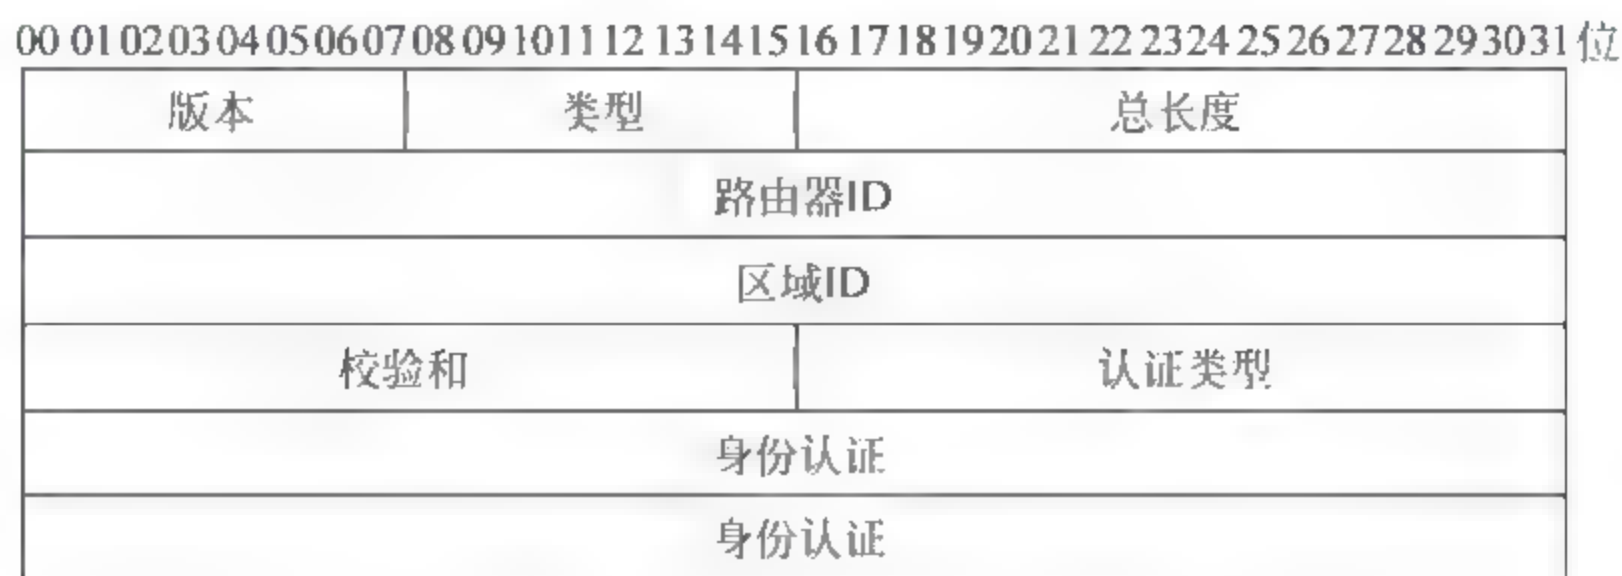 00 01 02 03 04 05 06 07 08 09 10 11 12 13 14 15 16 17 18 19 20 21 22 23 24 25 26 27 28 29 30 31 位
版本 类型 总长度
路由器ID
区域ID
校验和 认证类型
身份认证
身份认证